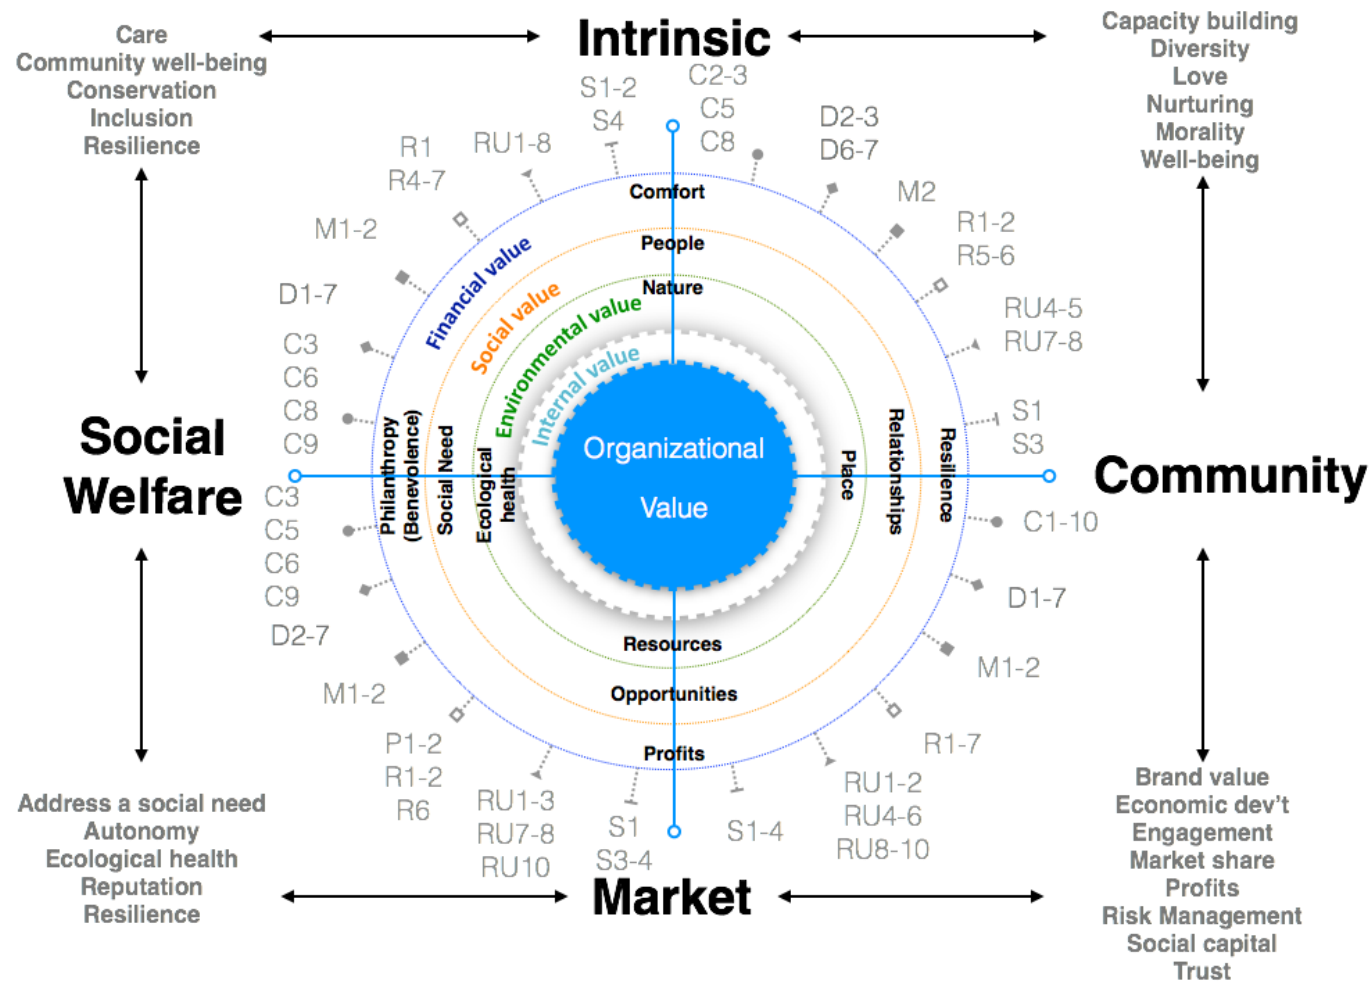 Intrinsic
Care
Community well-being
Conservation
Inclusion
Resilience
Capacity building
Diversity
Love
Nurturing
Morality
Well-being
S1-2
S4
C2-3
C5
C8
D2-3
D6-7
M2
R1-2
R5-6
RU4-5
RU7-8
S1
S3
RU1-8
R1
R4-7
M1-2
D1-7
C3
C6
C8
C9
Comfort
People
Nature
Financial value
Social value
Environmental value
Internal value
Organizational
Value
Social
Welfare
Philanthropy
(Benevolence)
Social Need
Ecological
health
Place
Relationships
Resilience
Community
C3
C5
C6
C9
D2-7
M1-2
P1-2
R1-2
R6
RU1-3
RU7-8
RU10
S1
S3-4
C1-10
D1-7
M1-2
R1-7
RU1-2
RU4-6
RU8-10
S1-4
Resources
Opportunities
Profits
Address a social need
Autonomy
Ecological health
Reputation
Resilience
Market
Brand value
Economic dev't
Engagement
Market share
Profits
Risk Management
Social capital
Trust